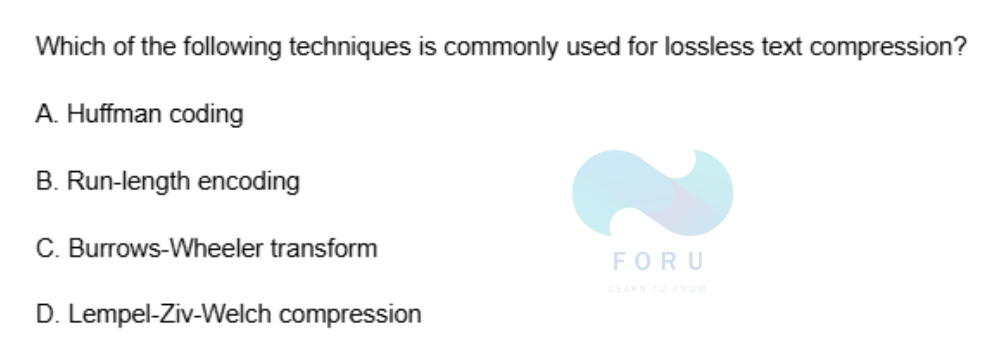 Which of the following techniques is commonly used for lossless text compression?
A. Huffman coding
B. Run-length encoding
C. Burrows-Wheeler transform
FORU
LEARN TO KNOW
D. Lempel-Ziv-Welch compression